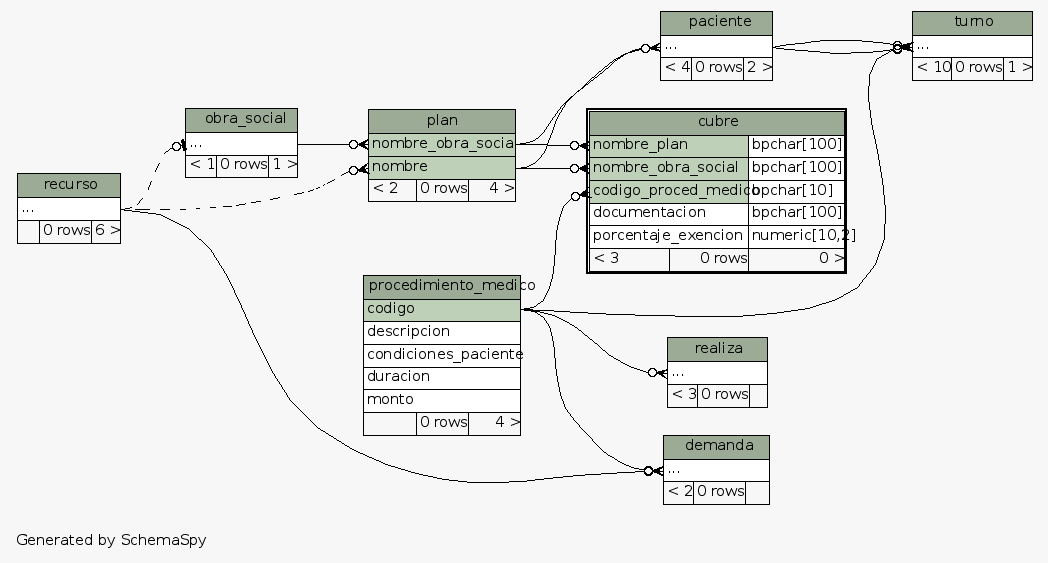 paciente
...
< 4 0 rows 2 >
turno
...
< 10 0 rows 1 >
obra_social
...
< 1 0 rows 1 >
plan
nombre_obra_socia
nombre
< 2 0 rows 4 >
cubre
nombre_plan bpchar[100]
nombre_obra_social bpchar[100]
codigo_proced_medico bpchar[10]
documentacion bpchar[100]
porcentaje_exencion numeric[10,2]
< 3 0 rows 0 >
recurso
...
0 rows 6 >
procedimiento_medico
codigo
descripcion
condiciones_paciente
duracion
monto
0 rows 4 >
realiza
...
< 3 0 rows
demanda
...
< 2 0 rows
Generated by SchemaSpy